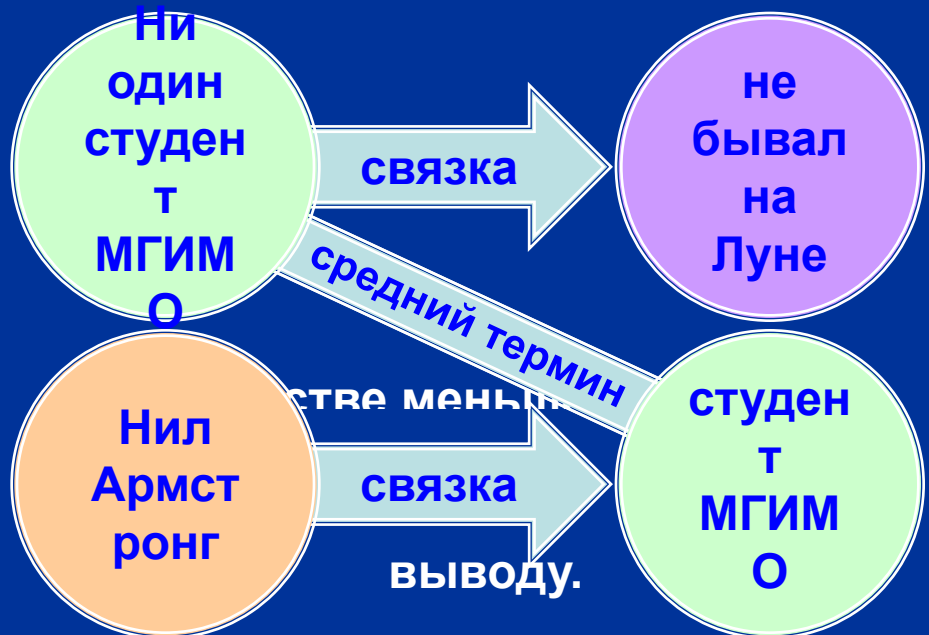 Ни
один
студен
т
МГИМ
О
связка
не
бывал
на
Луне
средний термин
Нил
Армст
ронг
связка
студен
т
МГИМ
О
выводу.